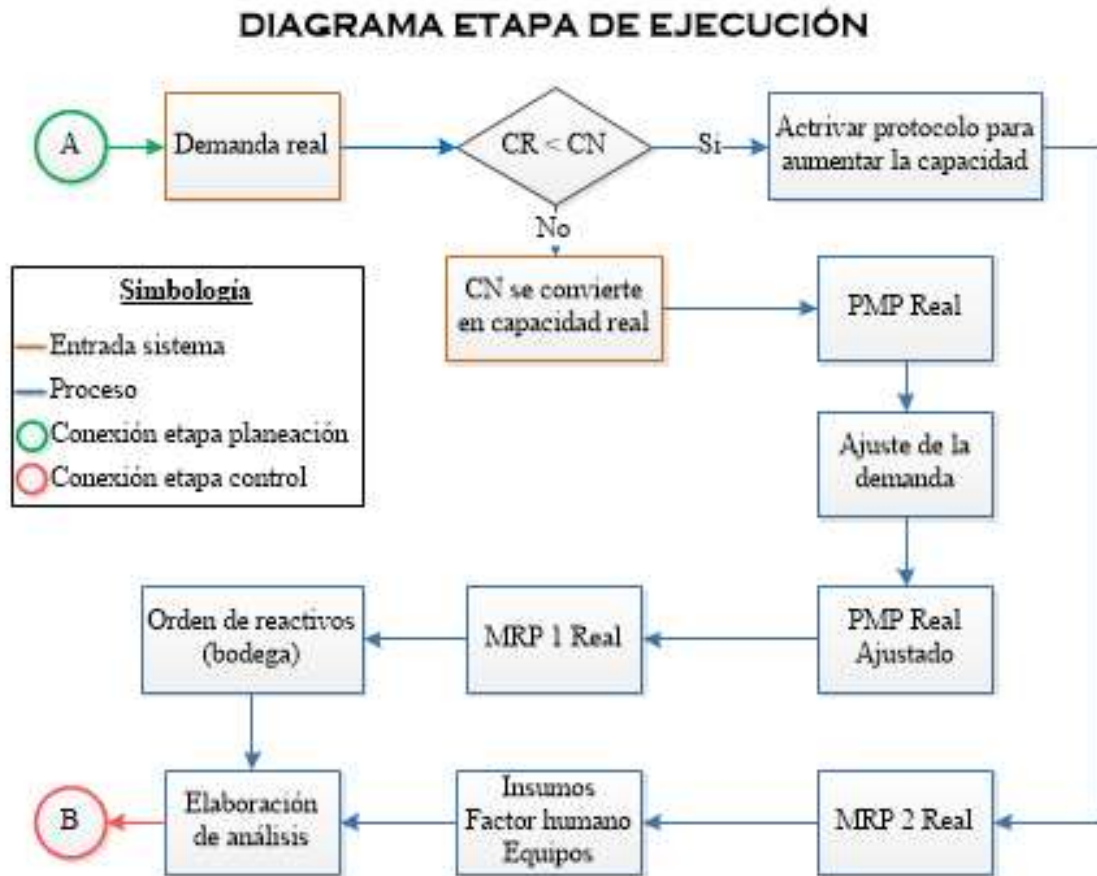 DIAGRAMA ETAPA DE EJECUCIÓN
A
Demanda real
CR < CN
Si
Actrivar protocolo para
aumentar la capacidad
No
CN se convierte
en capacidad real
PMP Real
Simbología
Entrada sistema
Proceso
Conexión etapa planeación
Conexión etapa control
Ajuste de la
demanda
Orden de reactivos
(bodega)
MRP 1 Real
PMP Real
Ajustado
B
Elaboración
de análisis
Insumos
Factor humano
Equipos
MRP 2 Real